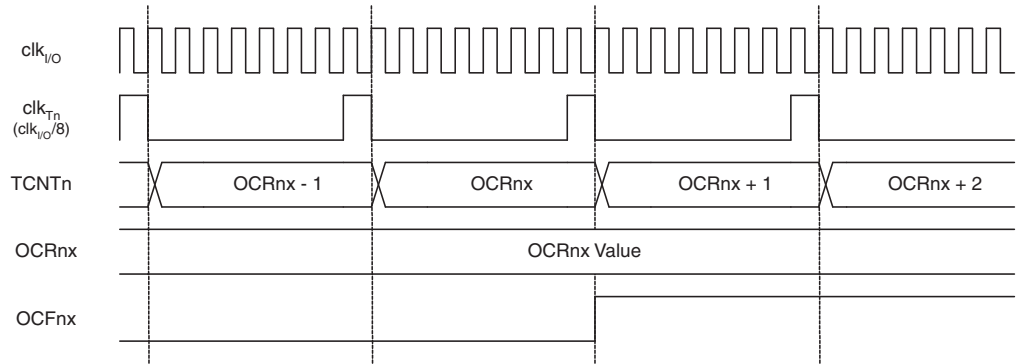 clkI/O
clkTn
(clkI/O/8)
TCNTn
OCRnx - 1
OCRnx
OCRnx + 1
OCRnx + 2
OCRnx
OCRnx Value
OCFnx